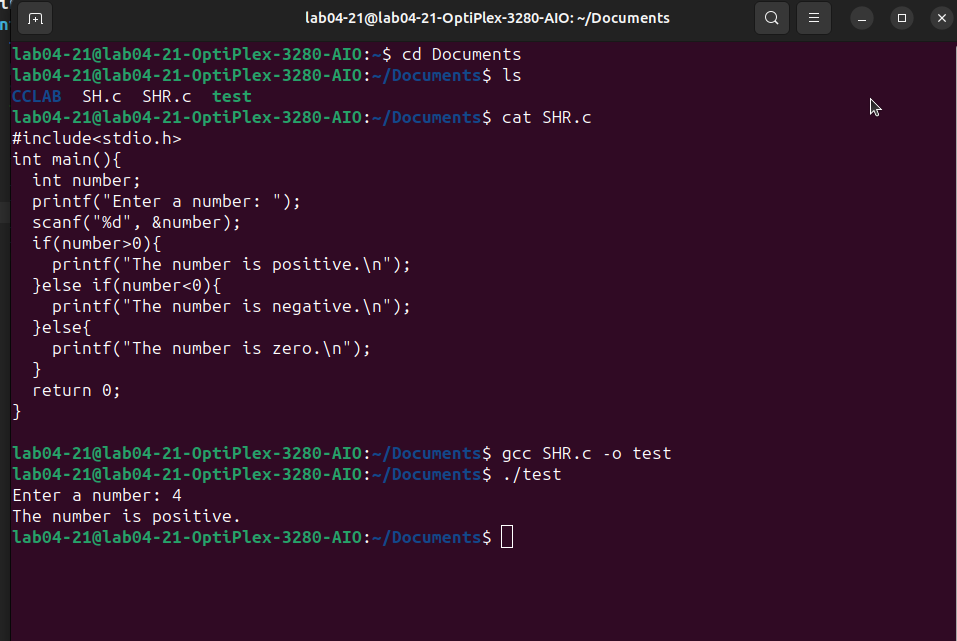 lab04-21@lab04-21-OptiPlex-3280-AIO: ~/Documents
lab04-21@lab04-21-OptiPlex-3280-AIO:~$ cd Documents
lab04-21@lab04-21-OptiPlex-3280-AIO:~/Documents$ ls
CCLAB  SH.c  SHR.c  test
lab04-21@lab04-21-OptiPlex-3280-AIO:~/Documents$ cat SHR.c
#include<stdio.h>
int main(){
  int number;
  printf("Enter a number: ");
  scanf("%d", &number);
  if(number>0){
    printf("The number is positive.\n");
  }else if(number<0){
    printf("The number is negative.\n");
  }else{
    printf("The number is zero.\n");
  }
  return 0;
}
lab04-21@lab04-21-OptiPlex-3280-AIO:~/Documents$ gcc SHR.c -o test
lab04-21@lab04-21-OptiPlex-3280-AIO:~/Documents$ ./test
Enter a number: 4
The number is positive.
lab04-21@lab04-21-OptiPlex-3280-AIO:~/Documents$